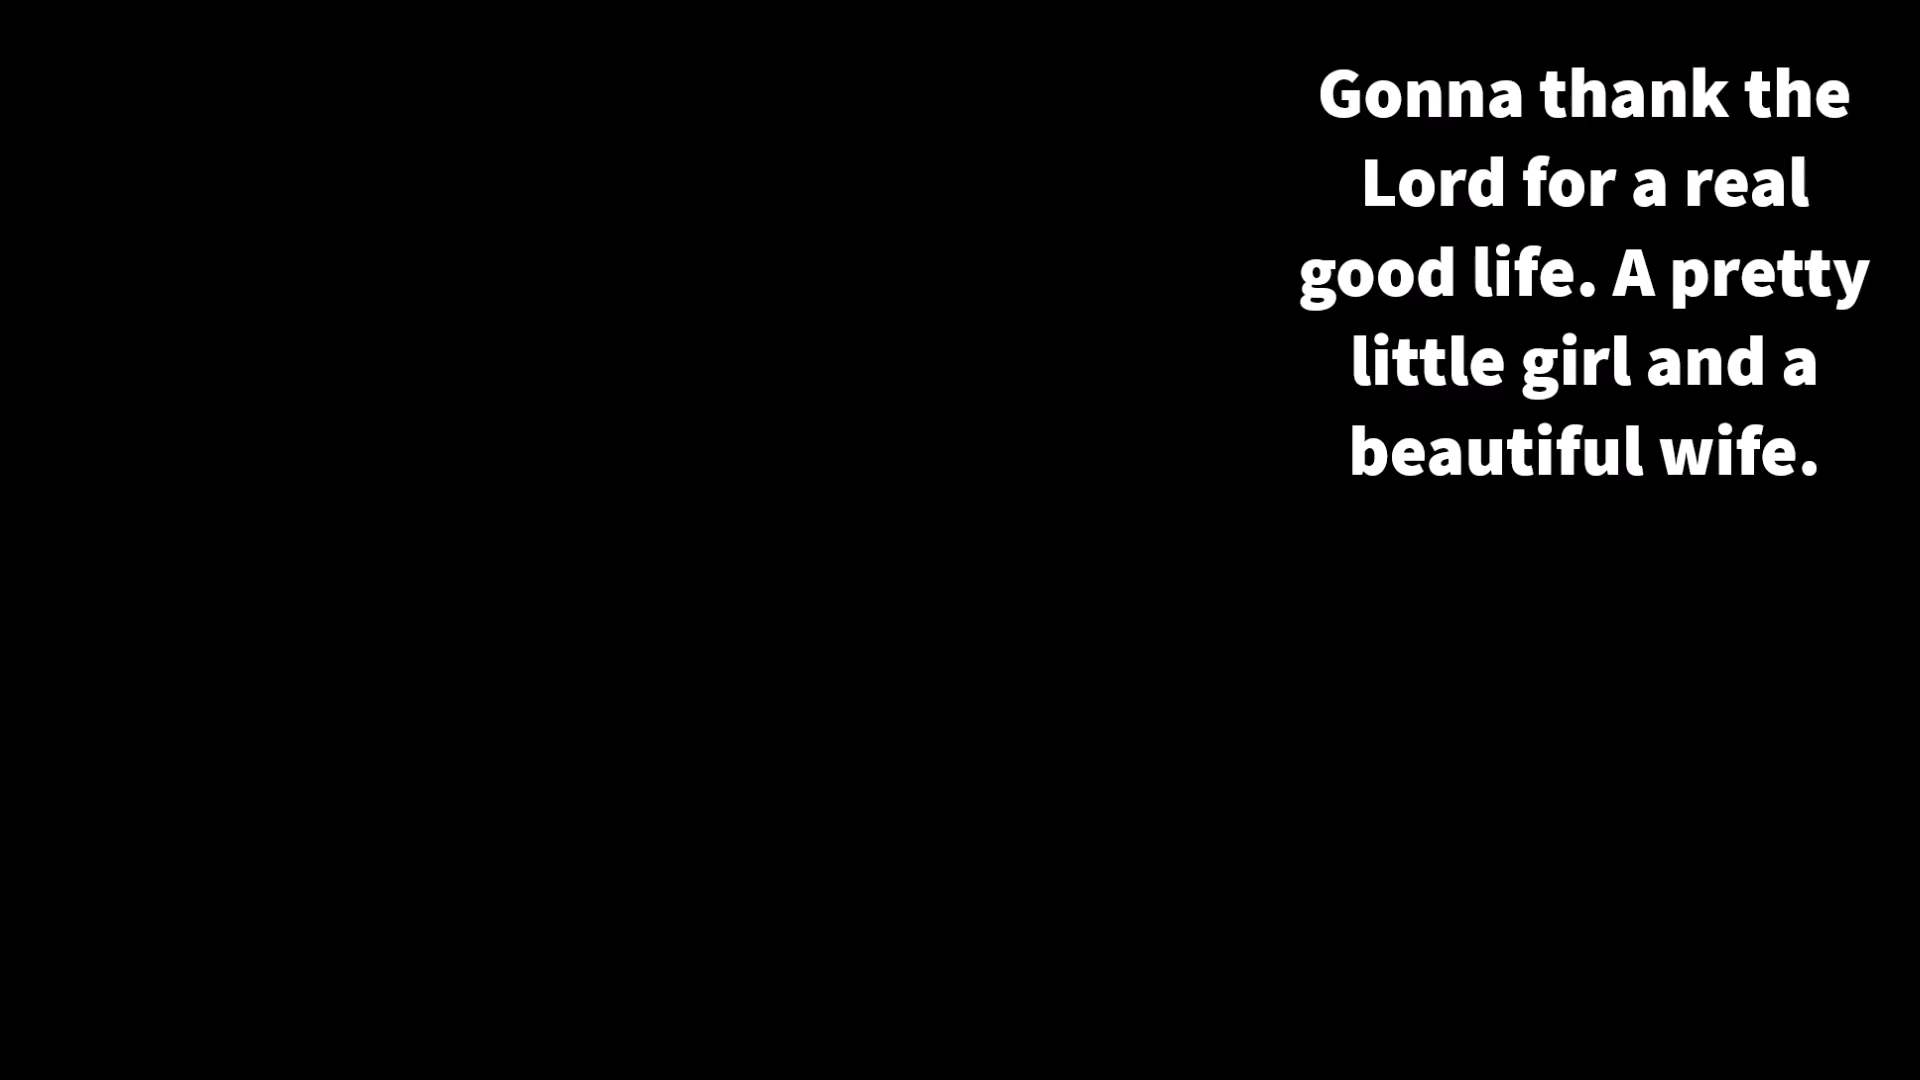 Gonna thank the
Lord for a real
good life. A pretty
little girl and a
beautiful wife.